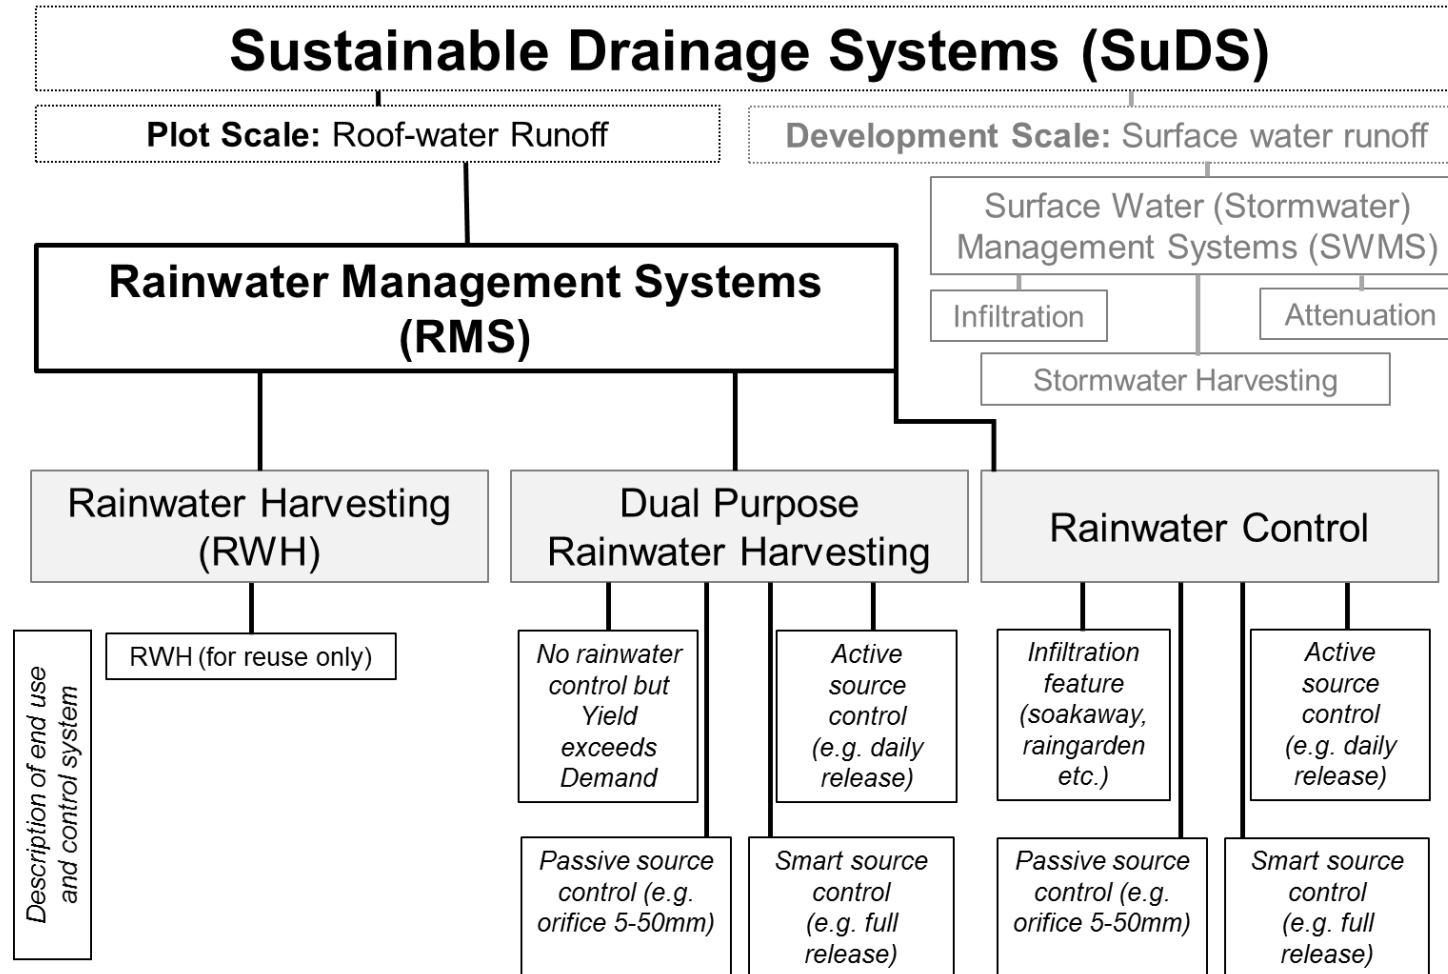 Sustainable Drainage Systems (SuDS)
Plot Scale: Roof-water Runoff
Development Scale: Surface water runoff
Surface Water (Stormwater)
Management Systems (SWMS)
Infiltration
Attenuation
Stormwater Harvesting
Rainwater Management Systems
(RMS)
Rainwater Harvesting
(RWH)
Dual Purpose
Rainwater Harvesting
Rainwater Control
Description of end use
and control system
RWH (for reuse only)
No rainwater
control but
Yield
exceeds
Demand
Active
source
control
(e.g. daily
release)
Passive source
control (e.g.
orifice 5-50mm)
Smart source
control
(e.g. full
release)
Infiltration
feature
(soakaway,
raingarden
etc.)
Active
source
control
(e.g. daily
release)
Passive source
control (e.g.
orifice 5-50mm)
Smart source
control
(e.g. full
release)